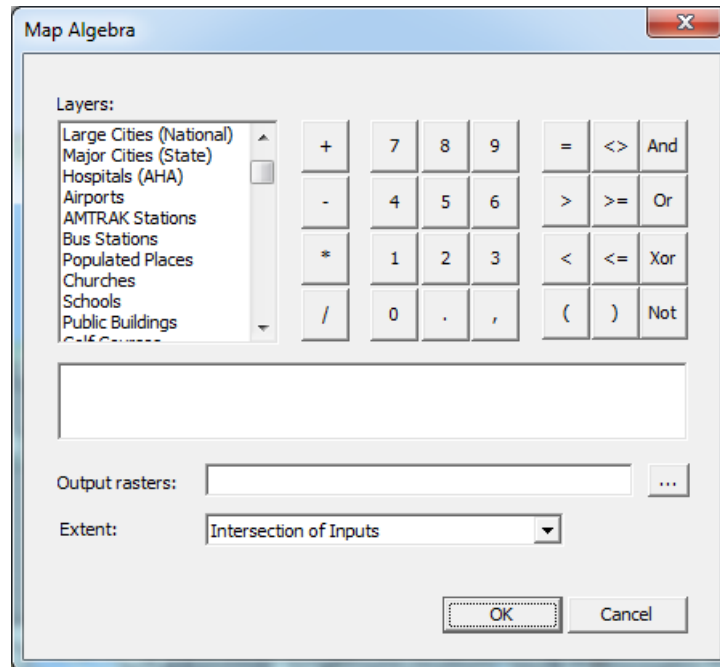 Map Algebra
Layers:
Large Cities (National)
Major Cities (State)
Hospitals (AHA)
Airports
AMTRAK Stations
Bus Stations
Populated Places
Churches
Schools
Public Buildings
+ 7 8 9 = <> And
- 4 5 6 > >= Or
* 1 2 3 < <= Xor
/ 0 . , ( ) Not
Output rasters: ...
Extent: Intersection of Inputs
OK Cancel